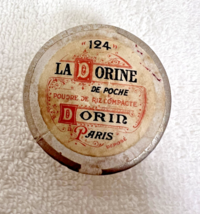 124
LA DORINE
DE POCHE
POUDRE DE RIZ COMPACTE
DORIN
PARIS